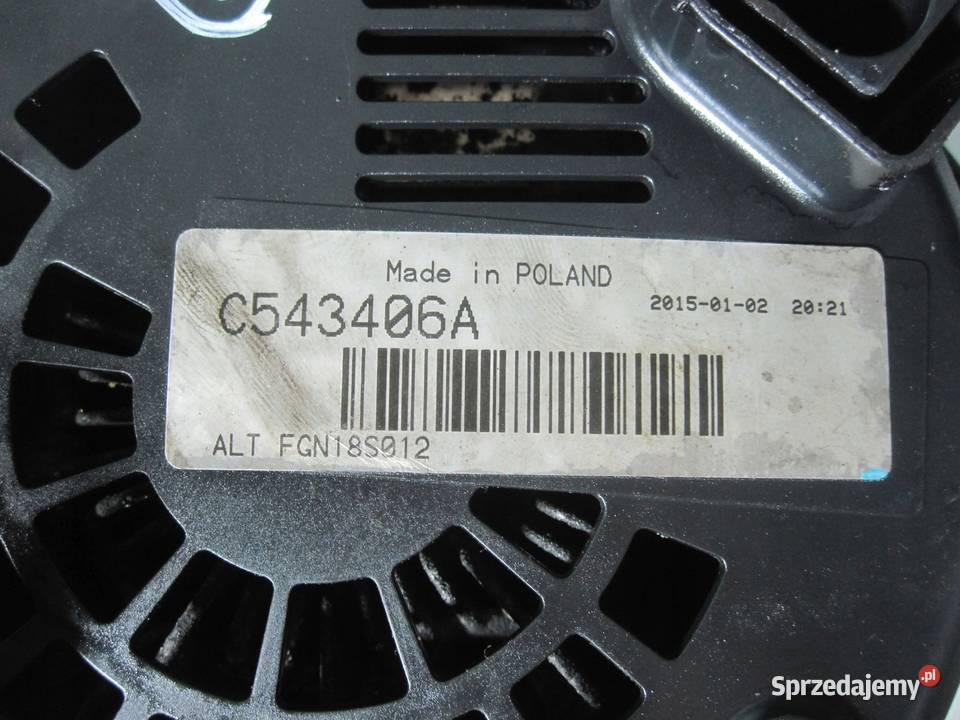 Made in POLAND
C543406A
2015-01-02 20:21
ALT FGN18S012
Sprzedajemy.pl